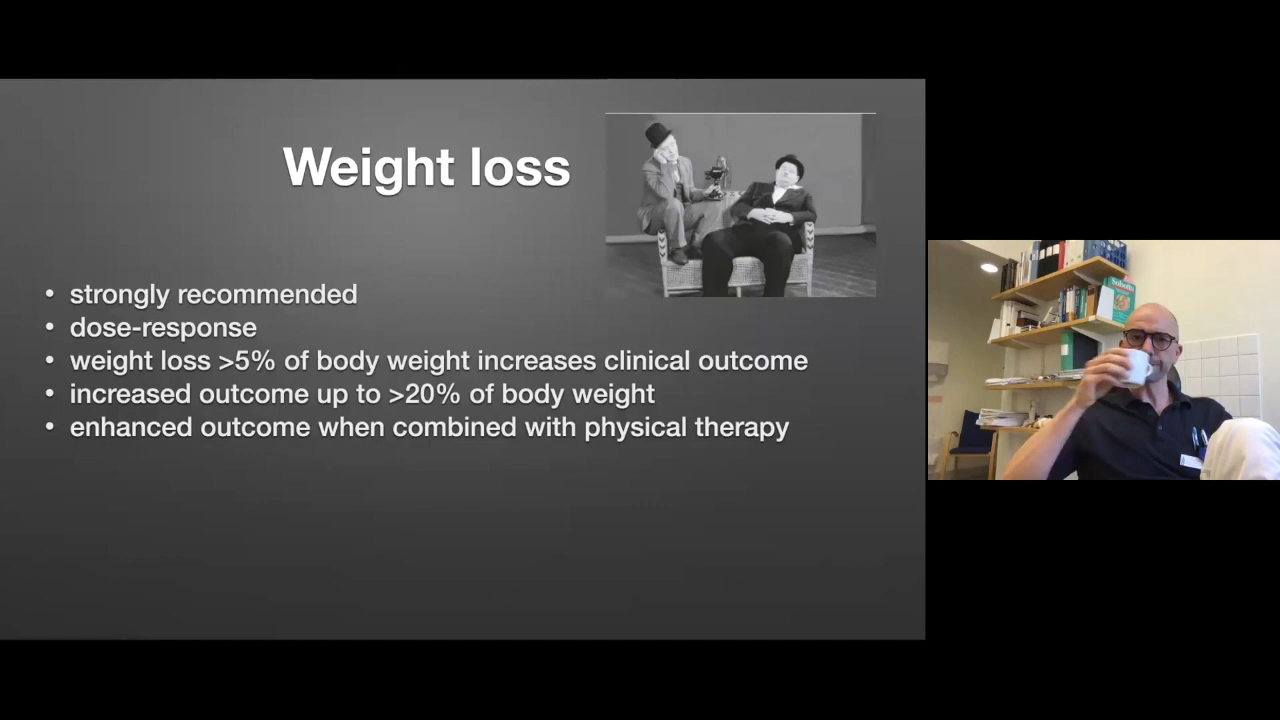 Weight loss
• strongly recommended
• dose-response
• weight loss >5% of body weight increases clinical outcome
• increased outcome up to >20% of body weight
• enhanced outcome when combined with physical therapy
Sobotta